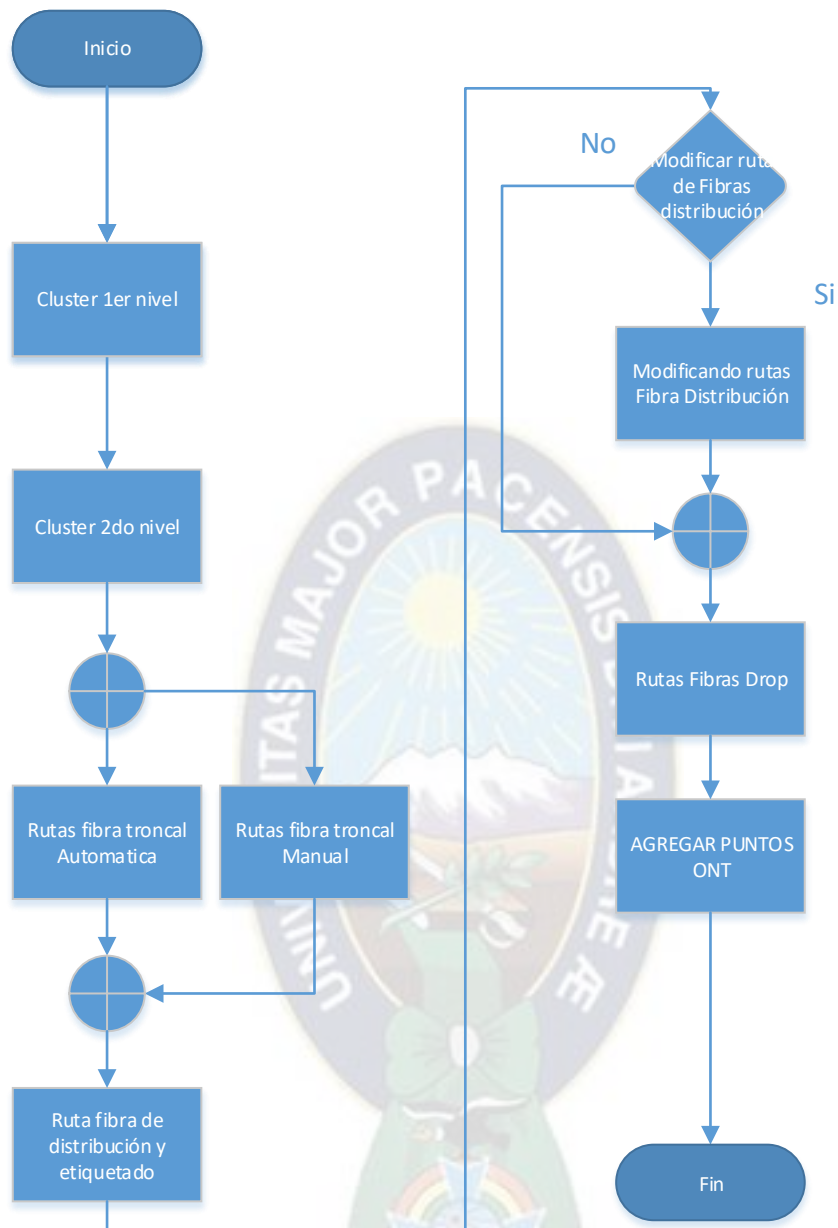 Inicio
Cluster 1er nivel
Cluster 2do nivel
Rutas fibra troncal
Automatica
Rutas fibra troncal
Manual
Ruta fibra de
distribución y
etiquetado
No
Modificar ruta
de Fibras
distribución
Si
Modificando rutas
Fibra Distribución
Rutas Fibras Drop
AGREGAR PUNTOS
ONT
Fin
MAJOR PACENSIS